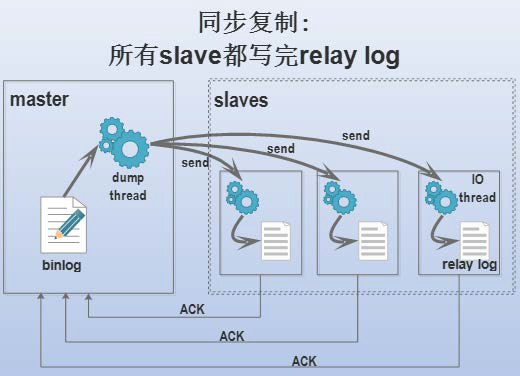 同步复制:
所有slave都写完relay log
master
slaves
send
send
send
dump
thread
IO
thread
binlog
relay log
ACK
ACK
ACK